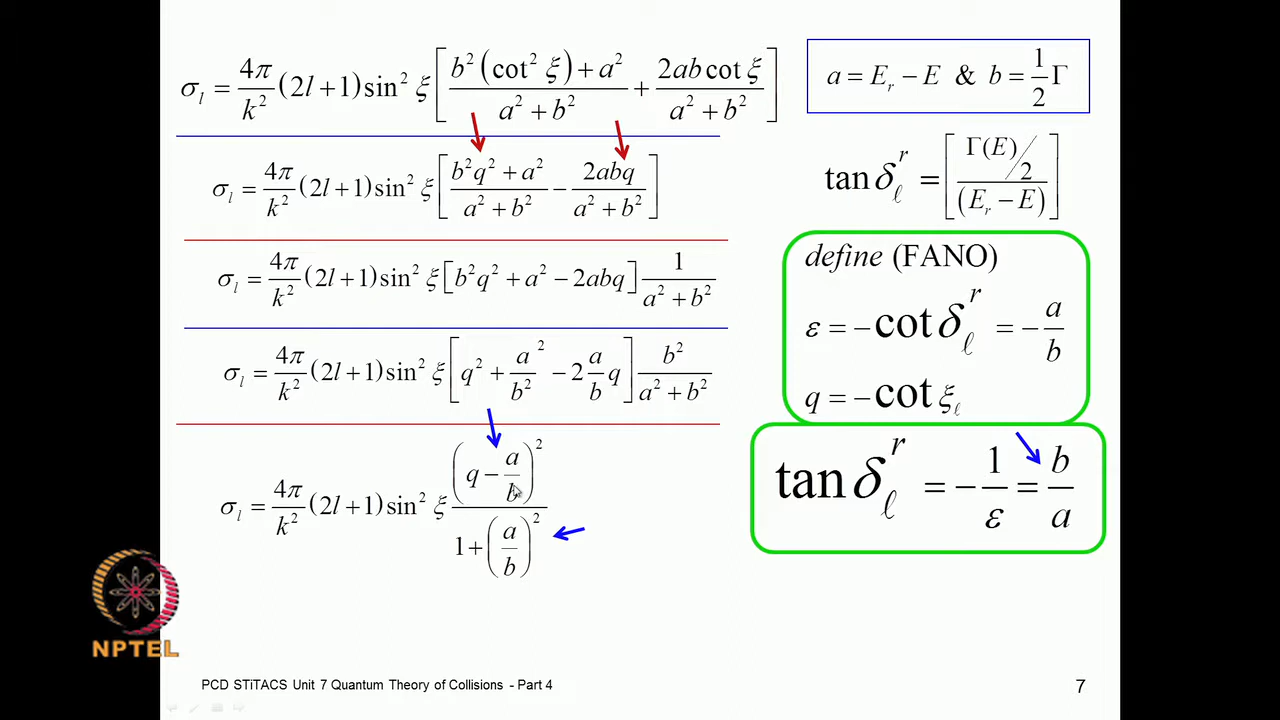 σ_l = 4π/k² (2l+1) sin² ξ [ (b² (cot² ξ) + a²)/(a² + b²) + (2ab cot ξ)/(a² + b²) ]
a = E_r − E & b = 1/2 Γ
σ_l = 4π/k² (2l+1) sin² ξ [ (b²q² + a²)/(a² + b²) − 2abq/(a² + b²) ]
tan δ_ℓ^r = [ (Γ(E)/2)/(E_r − E) ]
σ_l = 4π/k² (2l+1) sin² ξ [b²q² + a² − 2abq] 1/(a² + b²)
σ_l = 4π/k² (2l+1) sin² ξ [ q² + a²/b² − 2 a/b q ] b²/(a² + b²)
σ_l = 4π/k² (2l+1) sin² ξ (q − a/b)² / (1 + (a/b)²)
define (FANO)
ε = −cot δ_ℓ^r = − a/b
q = −cot ξ_ℓ
tan δ_ℓ^r = − 1/ε = b/a
NPTEL
PCD STiTACS Unit 7 Quantum Theory of Collisions - Part 4
7